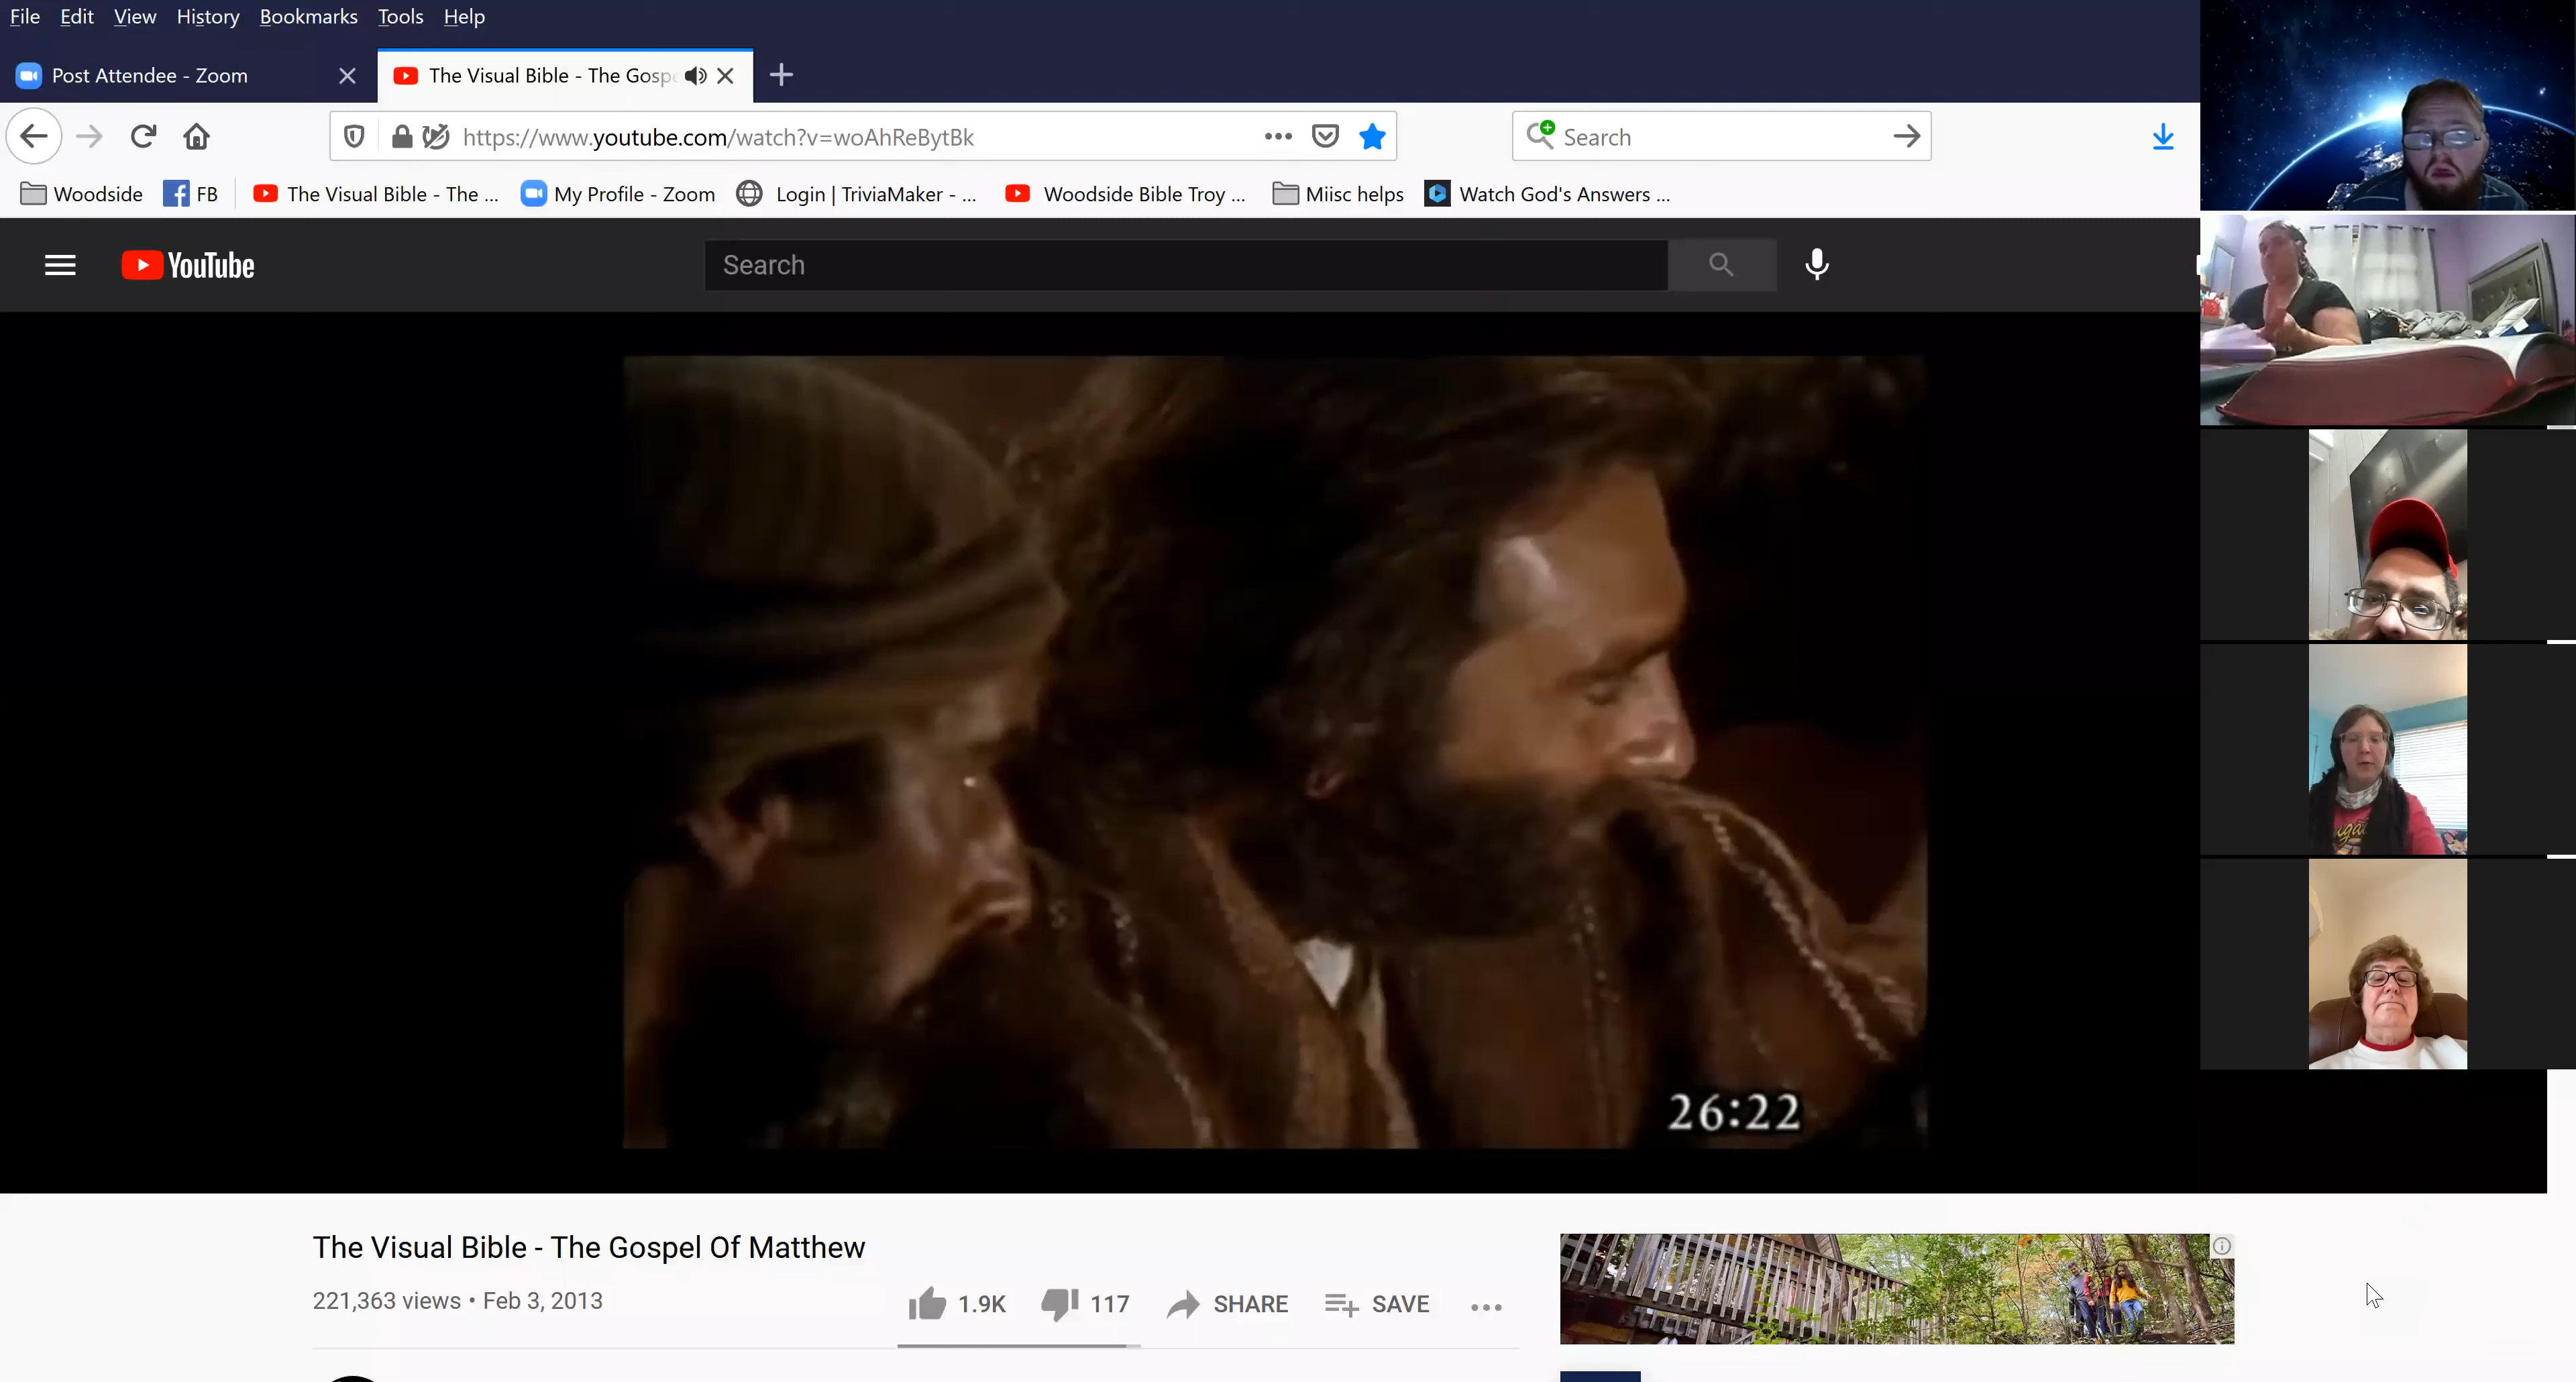 File Edit View History Bookmarks Tools Help
Post Attendee - Zoom
The Visual Bible - The Gosp
https://www.youtube.com/watch?v=woAhReBytBk
Search
Woodside FB The Visual Bible - The ... My Profile - Zoom Login | TriviaMaker - ... Woodside Bible Troy ... Miisc helps Watch God's Answers ...
YouTube
Search
26:22
The Visual Bible - The Gospel Of Matthew
221,363 views • Feb 3, 2013
1.9K 117 SHARE SAVE